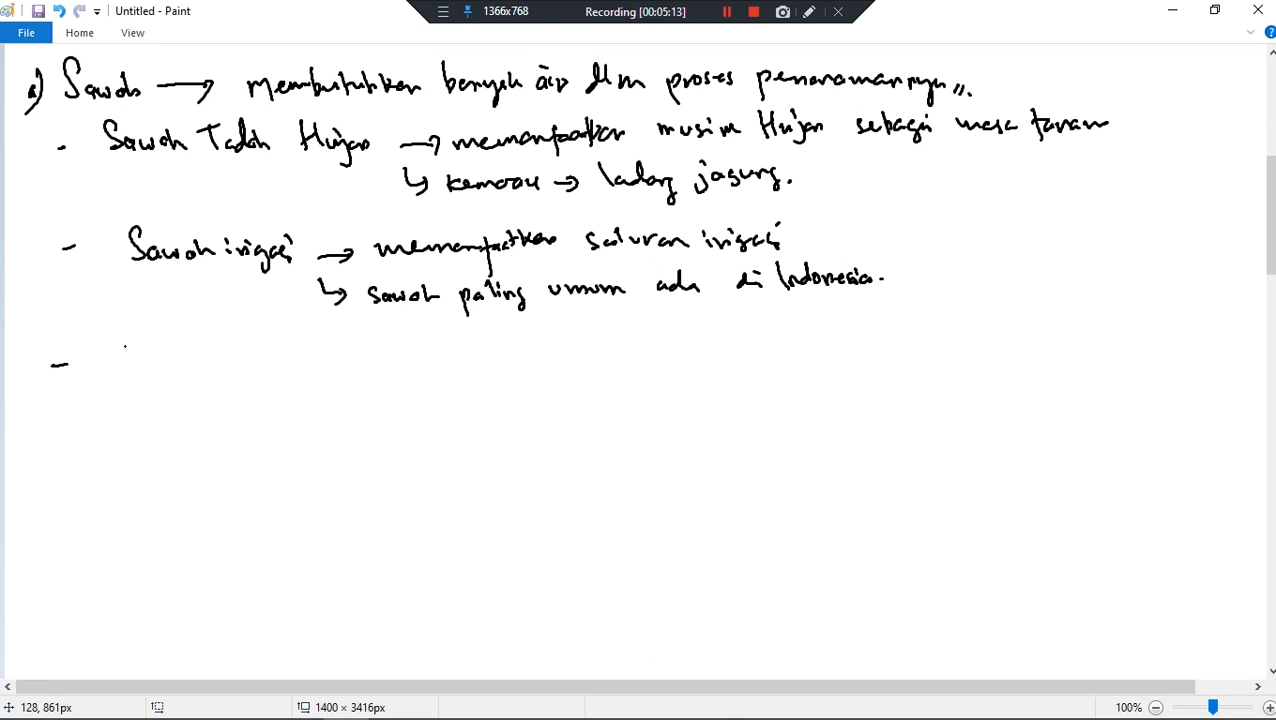 Untitled - Paint
1366x768 Recording [00:05:13]
File Home View
a) Sawah → membutuhkan banyak air dlm proses penanamannya,,.
- Sawah Tadah Hujan → memanfaatkan musim Hujan sebagai masa tanam
↳ kemarau → ladang jagung.
- Sawah irigasi → memanfaatkan saluran irigasi
↳ sawah paling umum ada di Indonesia.
-
128, 861px 1400 × 3416px 100%